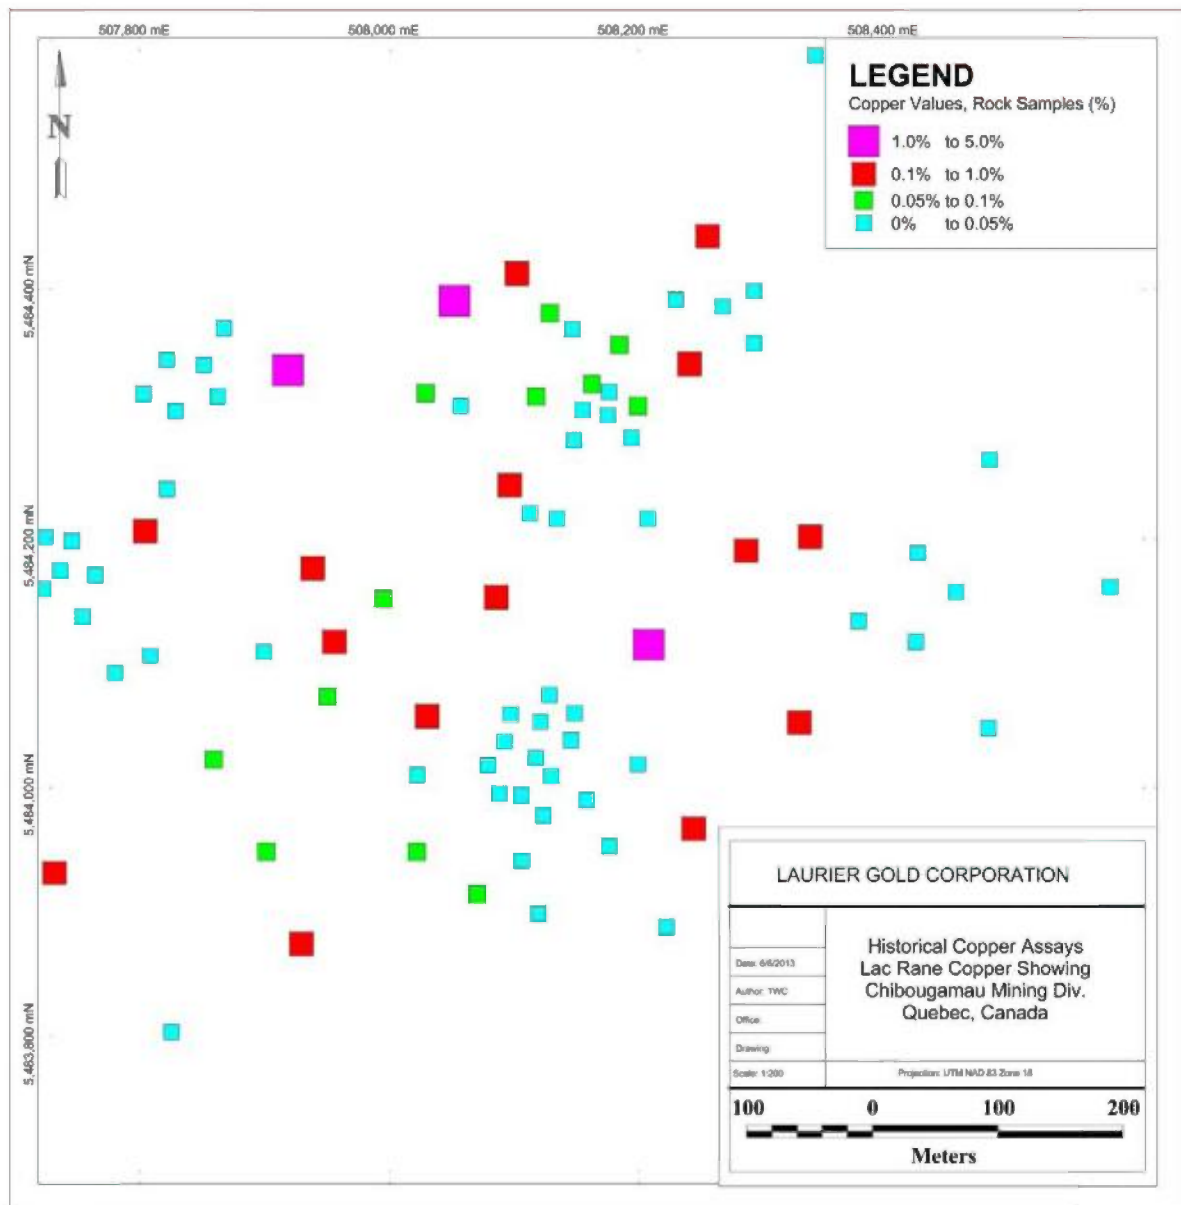 507,800 mE
508,000 mE
508,200 mE
508,400 mE
N
LEGEND
Copper Values, Rock Samples (%)
1.0% to 5.0%
0.1% to 1.0%
0.05% to 0.1%
0% to 0.05%
5,484,400 mN
5,484,200 mN
5,484,000 mN
5,483,800 mN
LAURIER GOLD CORPORATION
Date: 6/6/2013
Author: TWC
Office:
Drawing:
Scale: 1:200
Historical Copper Assays
Lac Rane Copper Showing
Chibougamau Mining Div.
Quebec, Canada
Projection: UTM NAD 83 Zone 18
100 0 100 200
Meters